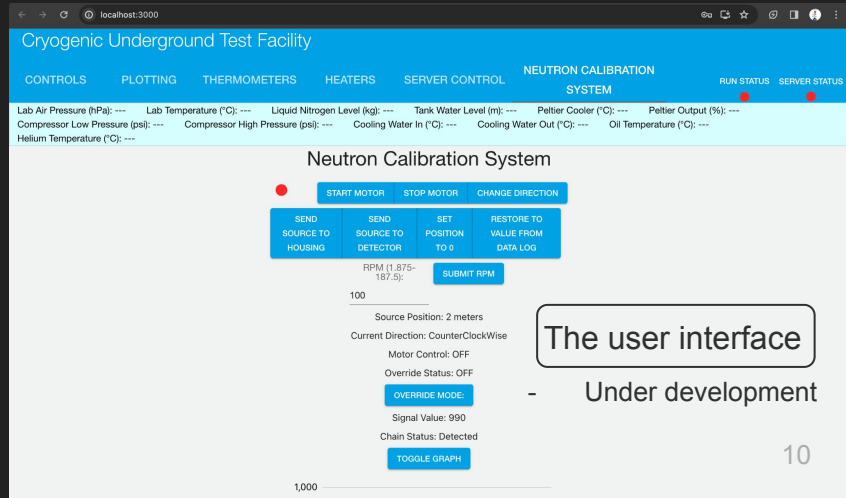 localhost:3000
Cryogenic Underground Test Facility
CONTROLS PLOTTING THERMOMETERS HEATERS SERVER CONTROL NEUTRON CALIBRATION SYSTEM RUN STATUS SERVER STATUS
Lab Air Pressure (hPa): --- Lab Temperature (°C): --- Liquid Nitrogen Level (kg): --- Tank Water Level (m): --- Peltier Cooler (°C): --- Peltier Output (%): ---
Compressor Low Pressure (psi): --- Compressor High Pressure (psi): --- Cooling Water In (°C): --- Cooling Water Out (°C): --- Oil Temperature (°C): ---
Helium Temperature (°C): ---
Neutron Calibration System
START MOTOR STOP MOTOR CHANGE DIRECTION
SEND SOURCE TO HOUSING SEND SOURCE TO DETECTOR SET POSITION TO 0 RESTORE TO VALUE FROM DATA LOG
RPM (1.875-
187.5): SUBMIT RPM
100
Source Position: 2 meters
Current Direction: CounterClockWise
Motor Control: OFF
Override Status: OFF
OVERRIDE MODE:
Signal Value: 990
Chain Status: Detected
TOGGLE GRAPH
1,000
The user interface
- Under development
10